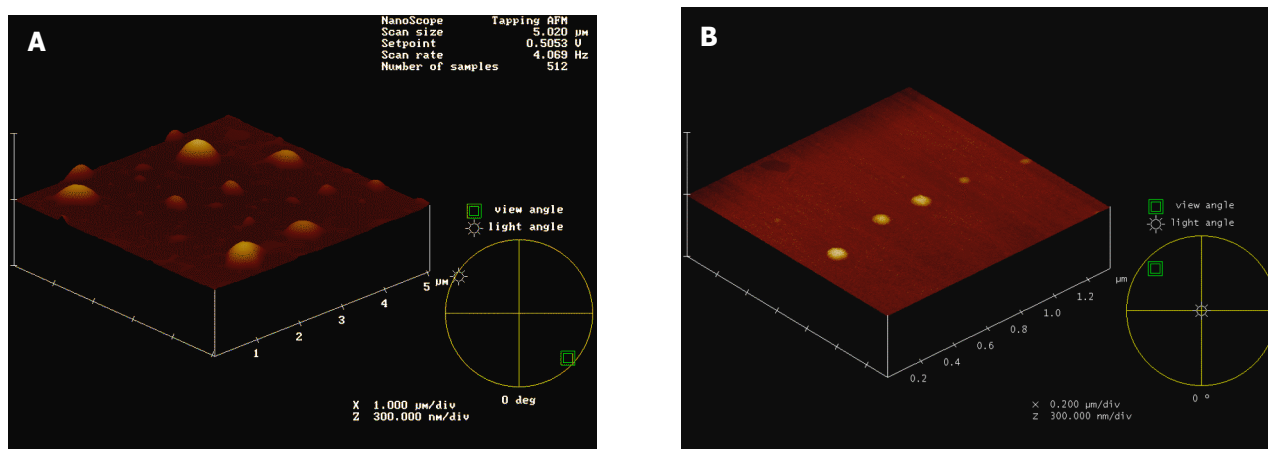 A
NanoScope Tapping AFM
Scan size 5.020 µm
Setpoint 0.5053 V
Scan rate 4.069 Hz
Number of samples 512
view angle
light angle
µm
5
4
3
2
1
0 deg
X 1.000 µm/div
Z 300.000 nm/div
B
view angle
light angle
µm
1.2
1.0
0.8
0.6
0.4
0.2
0 º
X 0.200 µm/div
Z 300.000 nm/div